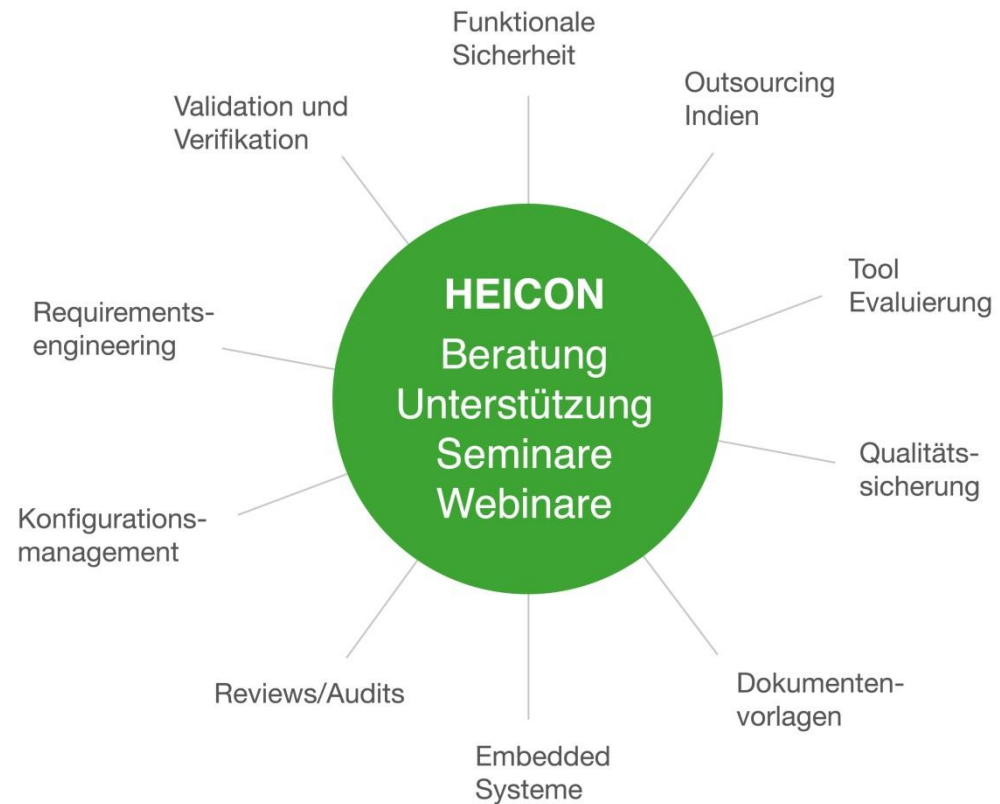 Funktionale
Sicherheit
Outsourcing
Indien
Validation und
Verifikation
Tool
Evaluierung
HEICON
Beratung
Unterstützung
Seminare
Webinare
Requirements-
engineering
Qualitäts-
sicherung
Konfigurations-
management
Reviews/Audits
Dokumenten-
vorlagen
Embedded
Systeme